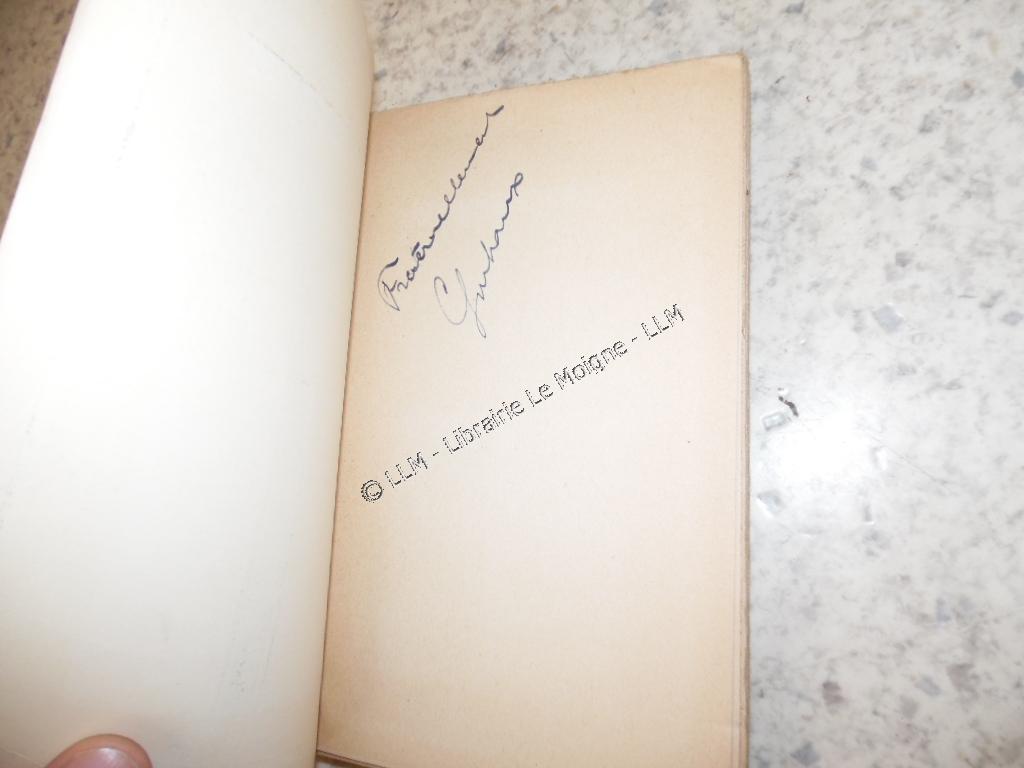 Fraternellement
© LLM - Librairie Le Moigne - LLM